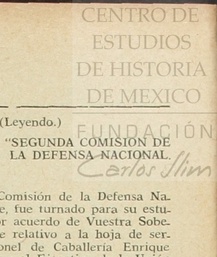 CENTRO DE
ESTUDIOS
DE HISTORIA
DE MEXICO
FUNDACIÓN
Carlos Slim
(Leyendo.)
"SEGUNDA COMISION DE
LA DEFENSA NACIONAL.
Comisión de la Defensa Na-
e, fue turnado para su estu-
or acuerdo de Vuestra Sobe-
e relativo a la hoja de ser-
onel de Caballería Enrique